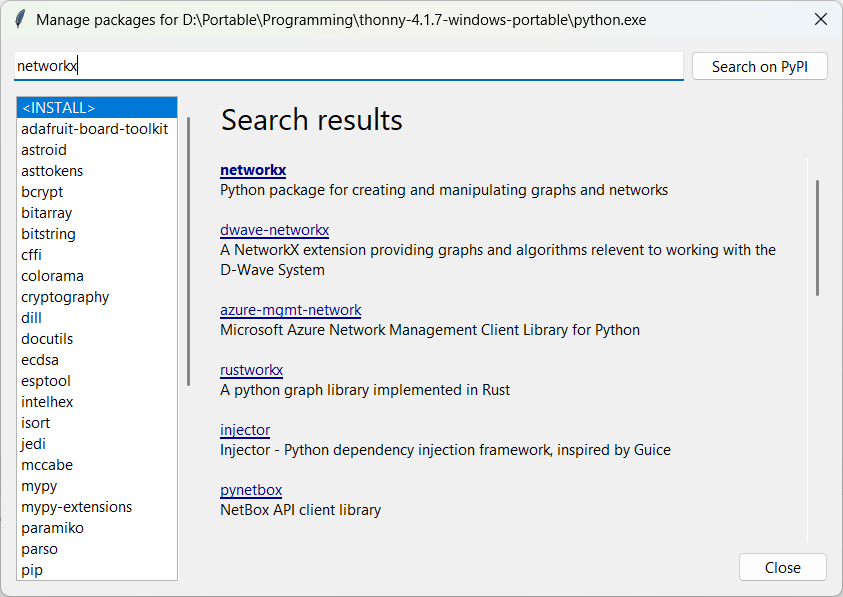 Manage packages for D:\Portable\Programming\thonny-4.1.7-windows-portable\python.exe
networkx
Search on PyPI
<INSTALL>
adafruit-board-toolkit
astroid
asttokens
bcrypt
bitarray
bitstring
cffi
colorama
cryptography
dill
docutils
ecdsa
esptool
intelhex
isort
jedi
mccabe
mypy
mypy-extensions
paramiko
parso
pip
Search results
networkx
Python package for creating and manipulating graphs and networks
dwave-networkx
A NetworkX extension providing graphs and algorithms relevent to working with the
D-Wave System
azure-mgmt-network
Microsoft Azure Network Management Client Library for Python
rustworkx
A python graph library implemented in Rust
injector
Injector - Python dependency injection framework, inspired by Guice
pynetbox
NetBox API client library
Close